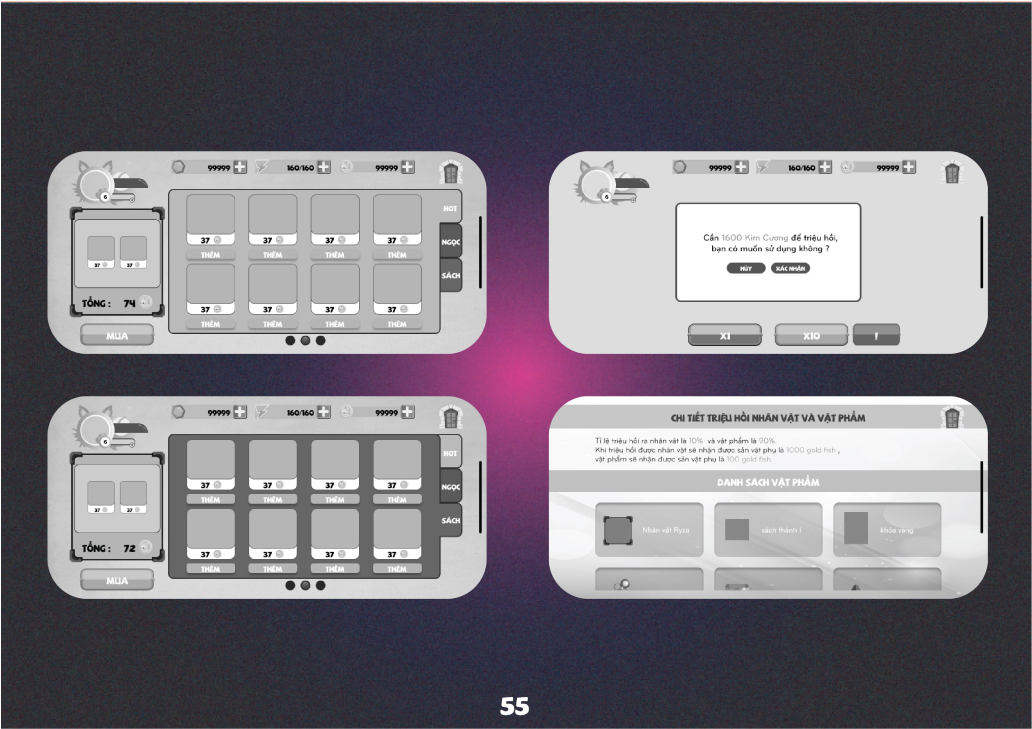 99999
160/160
99999
6
HOT
NGỌC
SÁCH
37 37 37 37
THÊM THÊM THÊM THÊM
37 37 37 37
THÊM THÊM THÊM THÊM
37 37
TỔNG : 74
MUA
99999
160/160
99999
6
Cần 1600 Kim Cương để triệu hồi,
bạn có muốn sử dụng không ?
HỦY XÁC NHẬN
X1 X10 !
99999
160/160
99999
6
HOT
NGỌC
SÁCH
37 37 37 37
THÊM THÊM THÊM THÊM
37 37 37 37
THÊM THÊM THÊM THÊM
37 37
TỔNG : 72
MUA
CHI TIẾT TRIỆU HỒI NHÂN VẬT VÀ VẬT PHẨM
Tỉ lệ triệu hồi ra nhân vật là 10% và vật phẩm là 90%.
Khi triệu hồi được nhân vật sẽ nhận được sản vật phụ là 1000 gold fish ,
vật phẩm sẽ nhận được sản vật phụ là 100 gold fish.
DANH SÁCH VẬT PHẨM
Nhân vật Ryza sách thánh I khóa vàng
55